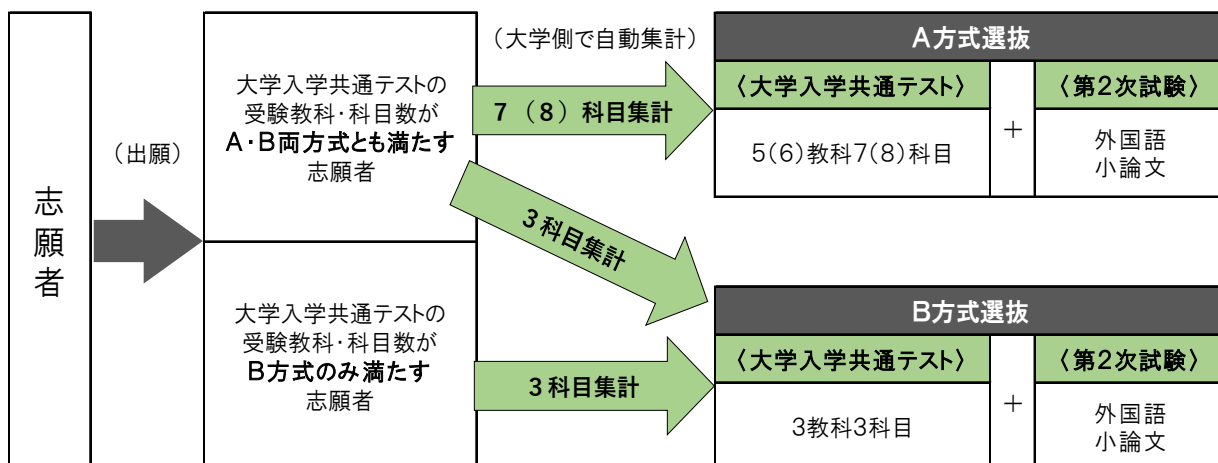 志願者
（出願）
大学入学共通テストの
受験教科・科目数が
A・B両方式とも満たす
志願者
大学入学共通テストの
受験教科・科目数が
B方式のみ満たす
志願者
（大学側で自動集計）
7（8）科目集計
3科目集計
3科目集計
A方式選抜
〈大学入学共通テスト〉
5(6)教科7(8)科目
＋
〈第2次試験〉
外国語
小論文
B方式選抜
〈大学入学共通テスト〉
3教科3科目
＋
〈第2次試験〉
外国語
小論文